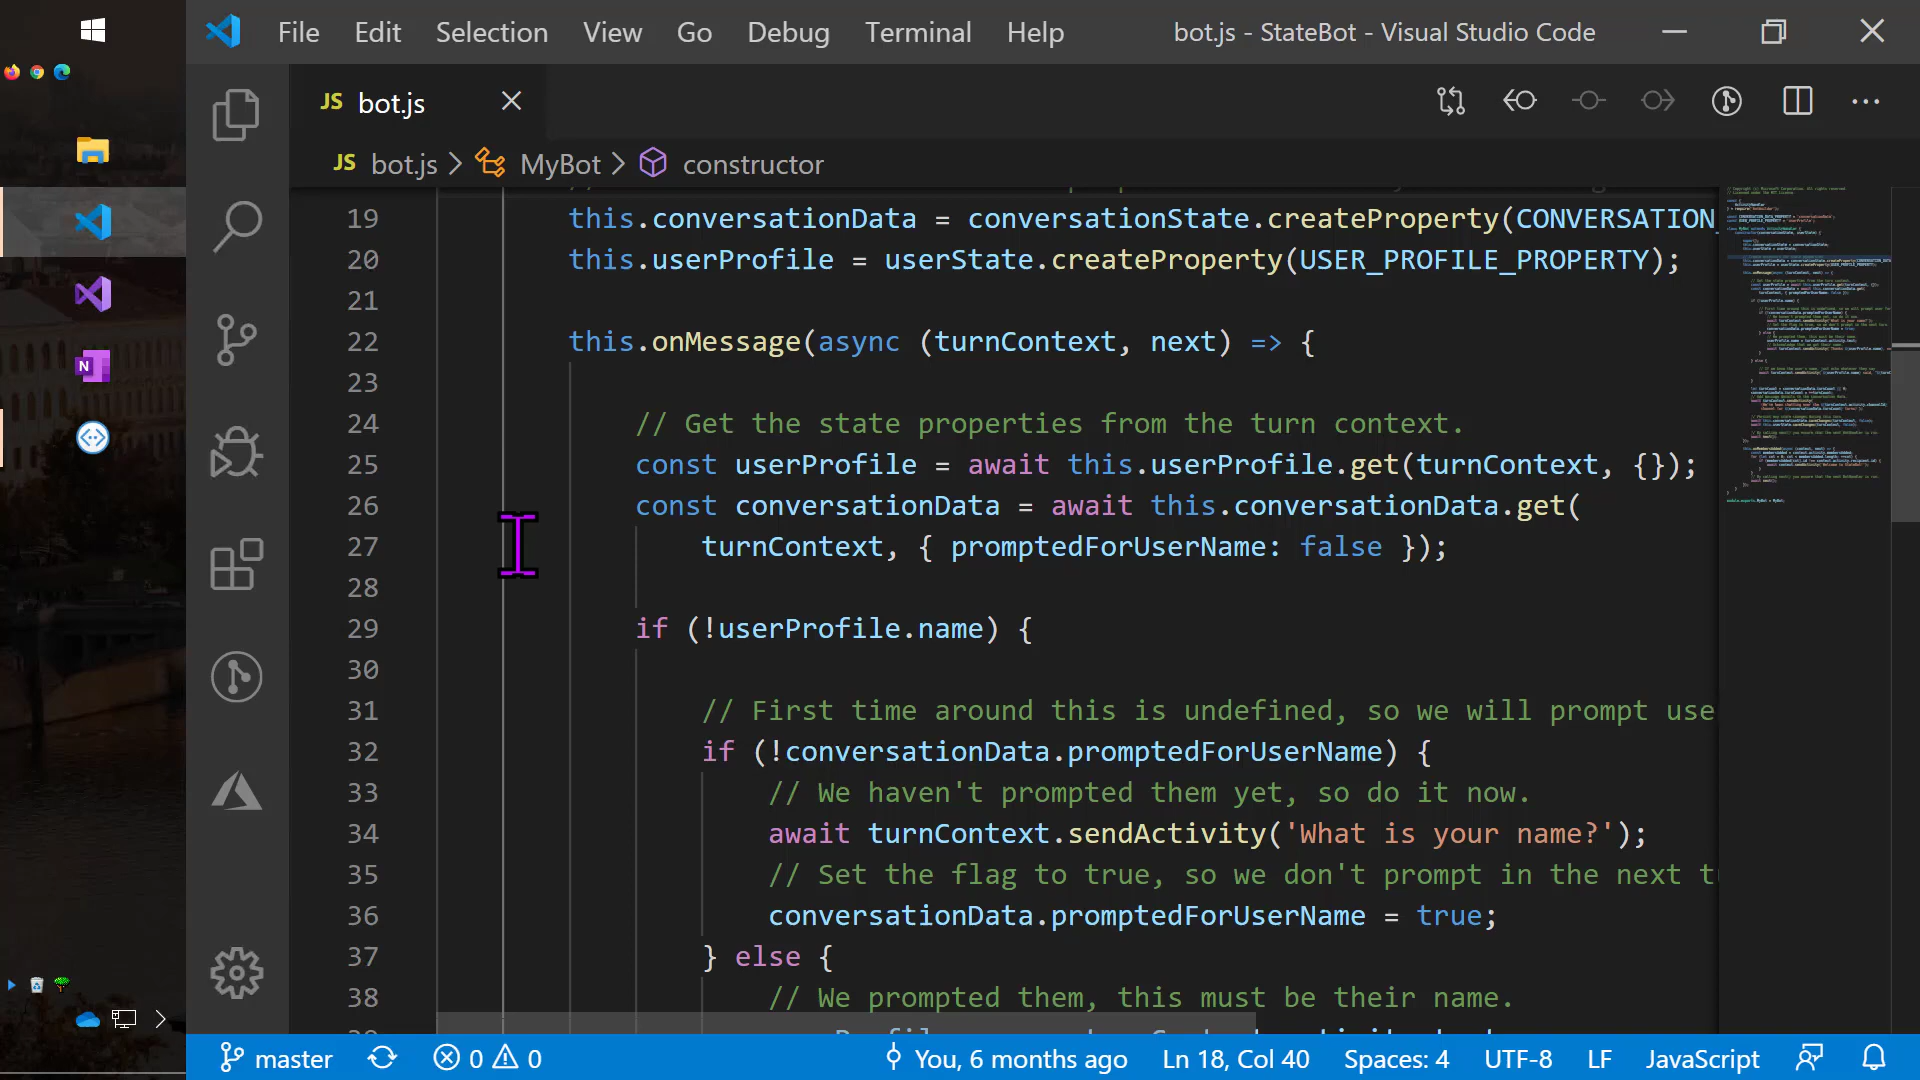 File Edit Selection View Go Debug Terminal Help bot.js - StateBot - Visual Studio Code
JS bot.js
JS bot.js > MyBot > constructor
19 this.conversationData = conversationState.createProperty(CONVERSATION_
20 this.userProfile = userState.createProperty(USER_PROFILE_PROPERTY);
21
22 this.onMessage(async (turnContext, next) => {
23
24 // Get the state properties from the turn context.
25 const userProfile = await this.userProfile.get(turnContext, {});
26 const conversationData = await this.conversationData.get(
27 turnContext, { promptedForUserName: false });
28
29 if (!userProfile.name) {
30
31 // First time around this is undefined, so we will prompt use
32 if (!conversationData.promptedForUserName) {
33 // We haven't prompted them yet, so do it now.
34 await turnContext.sendActivity('What is your name?');
35 // Set the flag to true, so we don't prompt in the next t
36 conversationData.promptedForUserName = true;
37 } else {
38 // We prompted them, this must be their name.
master 0 0 You, 6 months ago Ln 18, Col 40 Spaces: 4 UTF-8 LF JavaScript